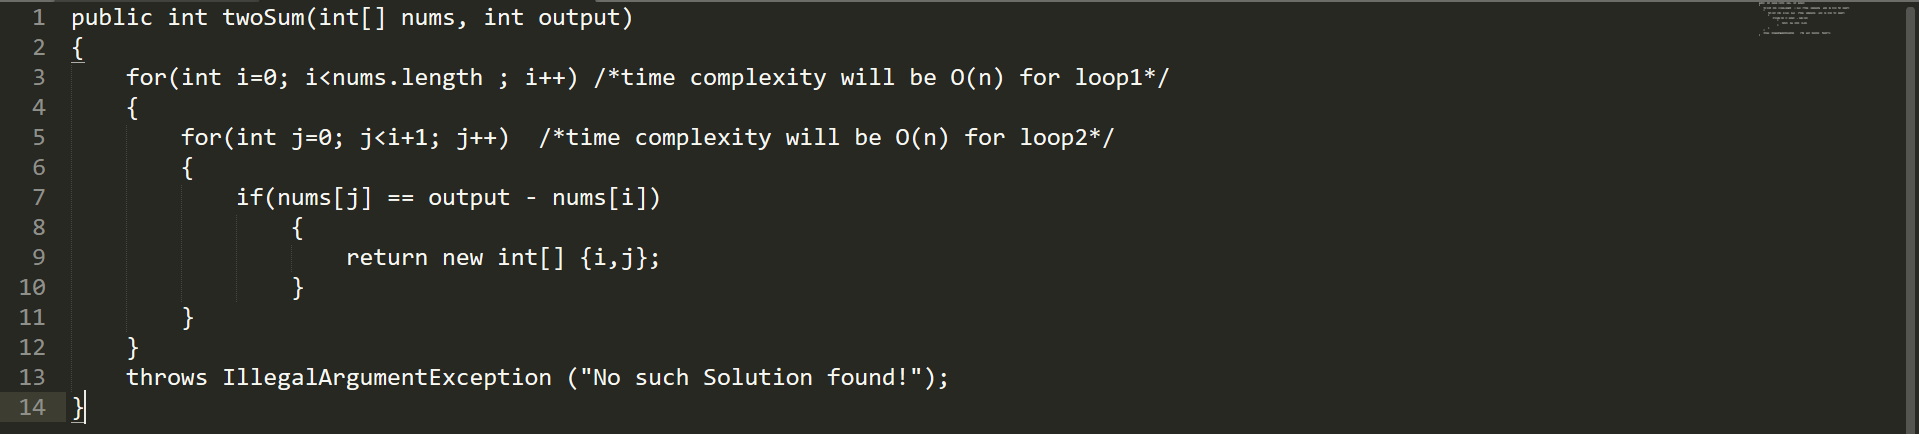 1 public int twoSum(int[] nums, int output)
2 {
3     for(int i=0; i<nums.length ; i++) /*time complexity will be O(n) for loop1*/
4     {
5         for(int j=0; j<i+1; j++)  /*time complexity will be O(n) for loop2*/
6         {
7             if(nums[j] == output - nums[i])
8                 {
9                     return new int[] {i,j};
10                 }
11         }
12     }
13     throws IllegalArgumentException ("No such Solution found!");
14 }